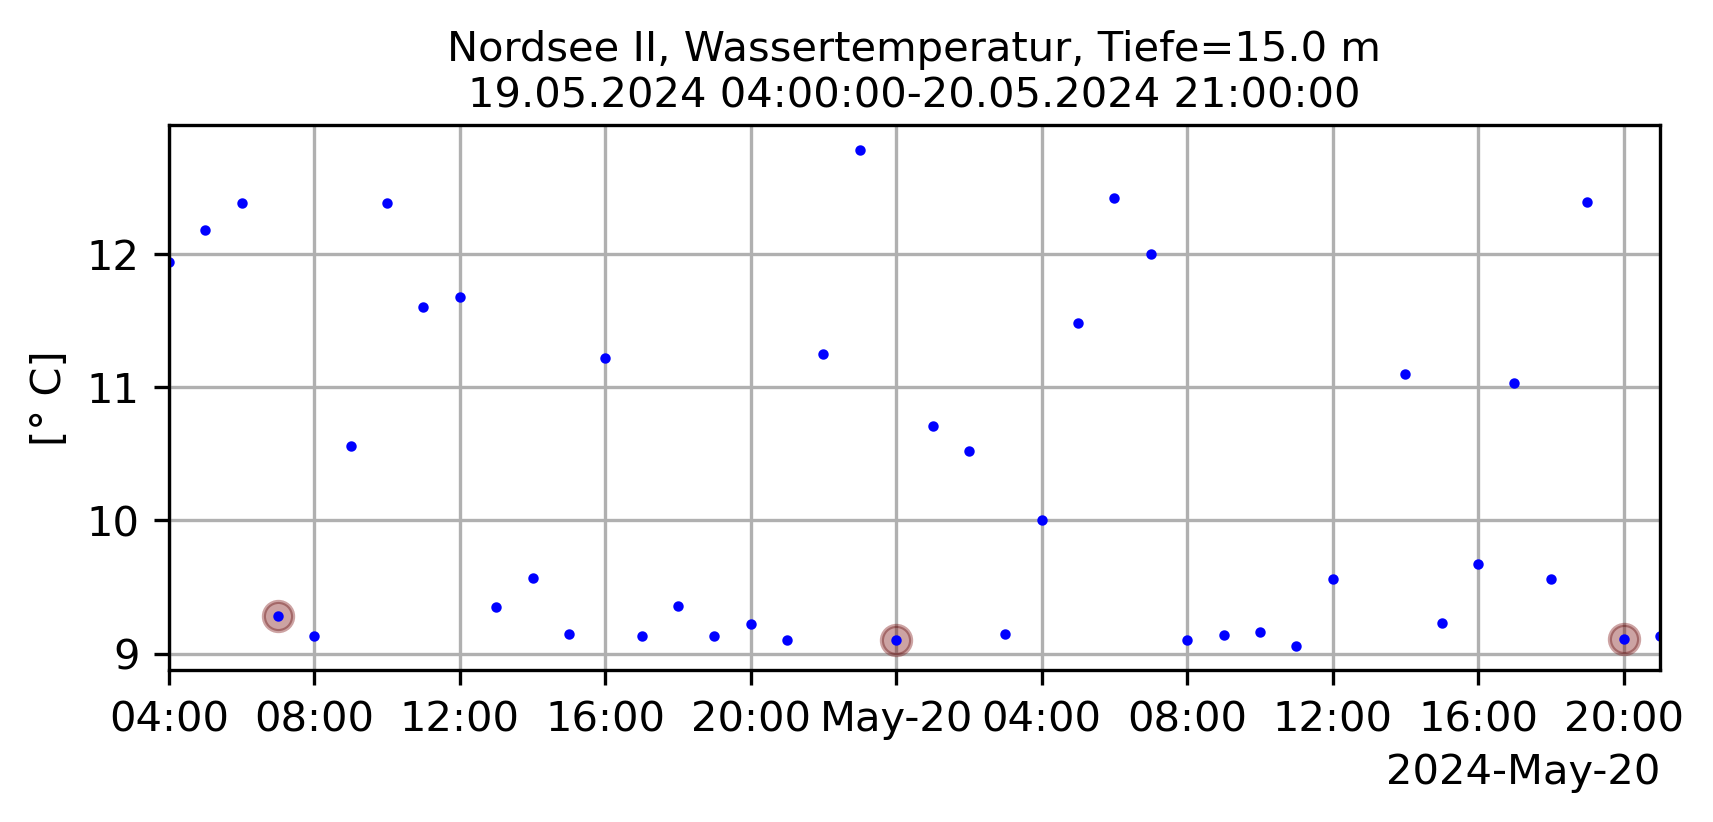 Nordsee II, Wassertemperatur, Tiefe=15.0 m
19.05.2024 04:00:00-20.05.2024 21:00:00
[° C]
12
11
10
9
04:00 08:00 12:00 16:00 20:00 May-20 04:00 08:00 12:00 16:00 20:00
2024-May-20